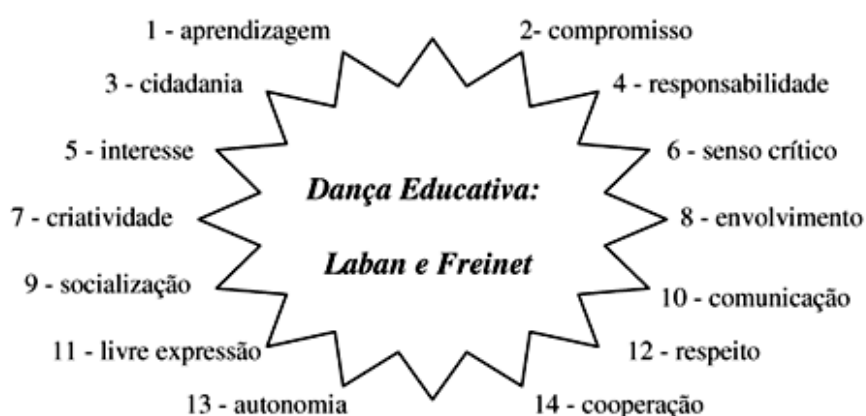 1 - aprendizagem
2- compromisso
3 - cidadania
4 - responsabilidade
5 - interesse
6 - senso crítico
Dança Educativa:
7 - criatividade
8 - envolvimento
Laban e Freinet
9 - socialização
10 - comunicação
11 - livre expressão
12 - respeito
13 - autonomia
14 - cooperação